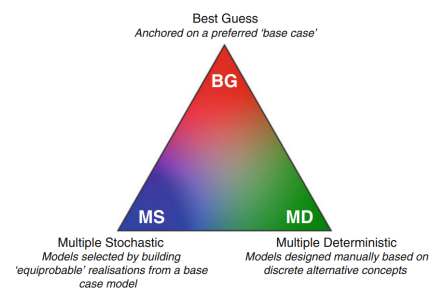 Best Guess
Anchored on a preferred ‘base case’
BG
MS
MD
Multiple Stochastic
Models selected by building
‘equiprobable’ realisations from a base
case model
Multiple Deterministic
Models designed manually based on
discrete alternative concepts